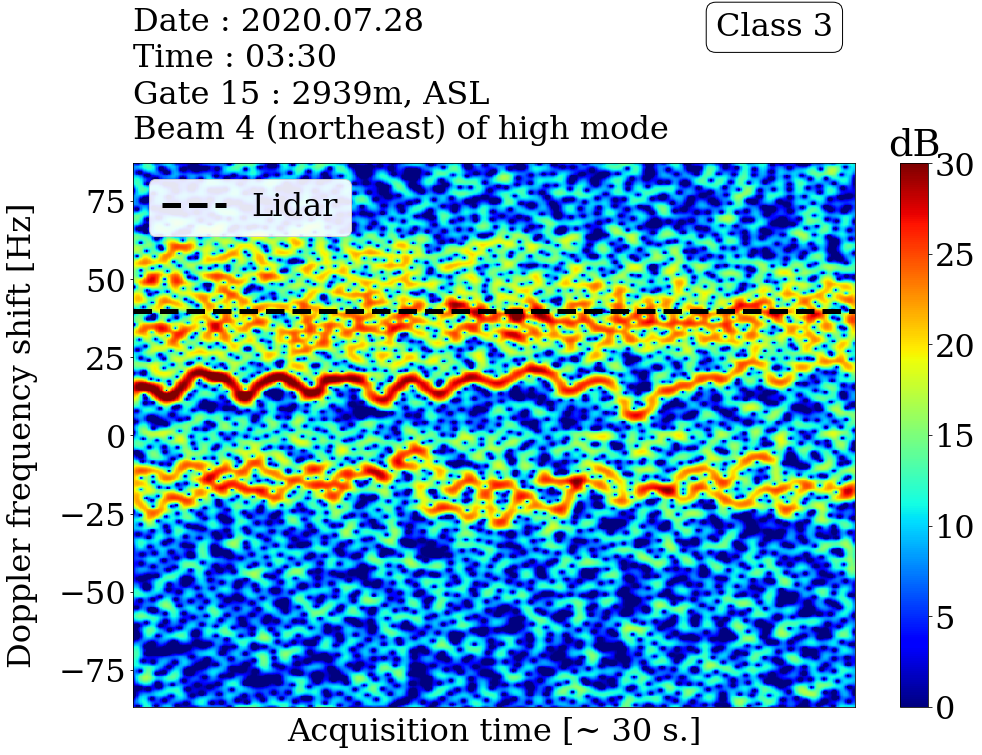 Date : 2020.07.28
Time : 03:30
Gate 15 : 2939m, ASL
Beam 4 (northeast) of high mode
Class 3
dB
Lidar
Doppler frequency shift [Hz]
75
50
25
0
−25
−50
−75
30
25
20
15
10
5
0
Acquisition time [~ 30 s.]